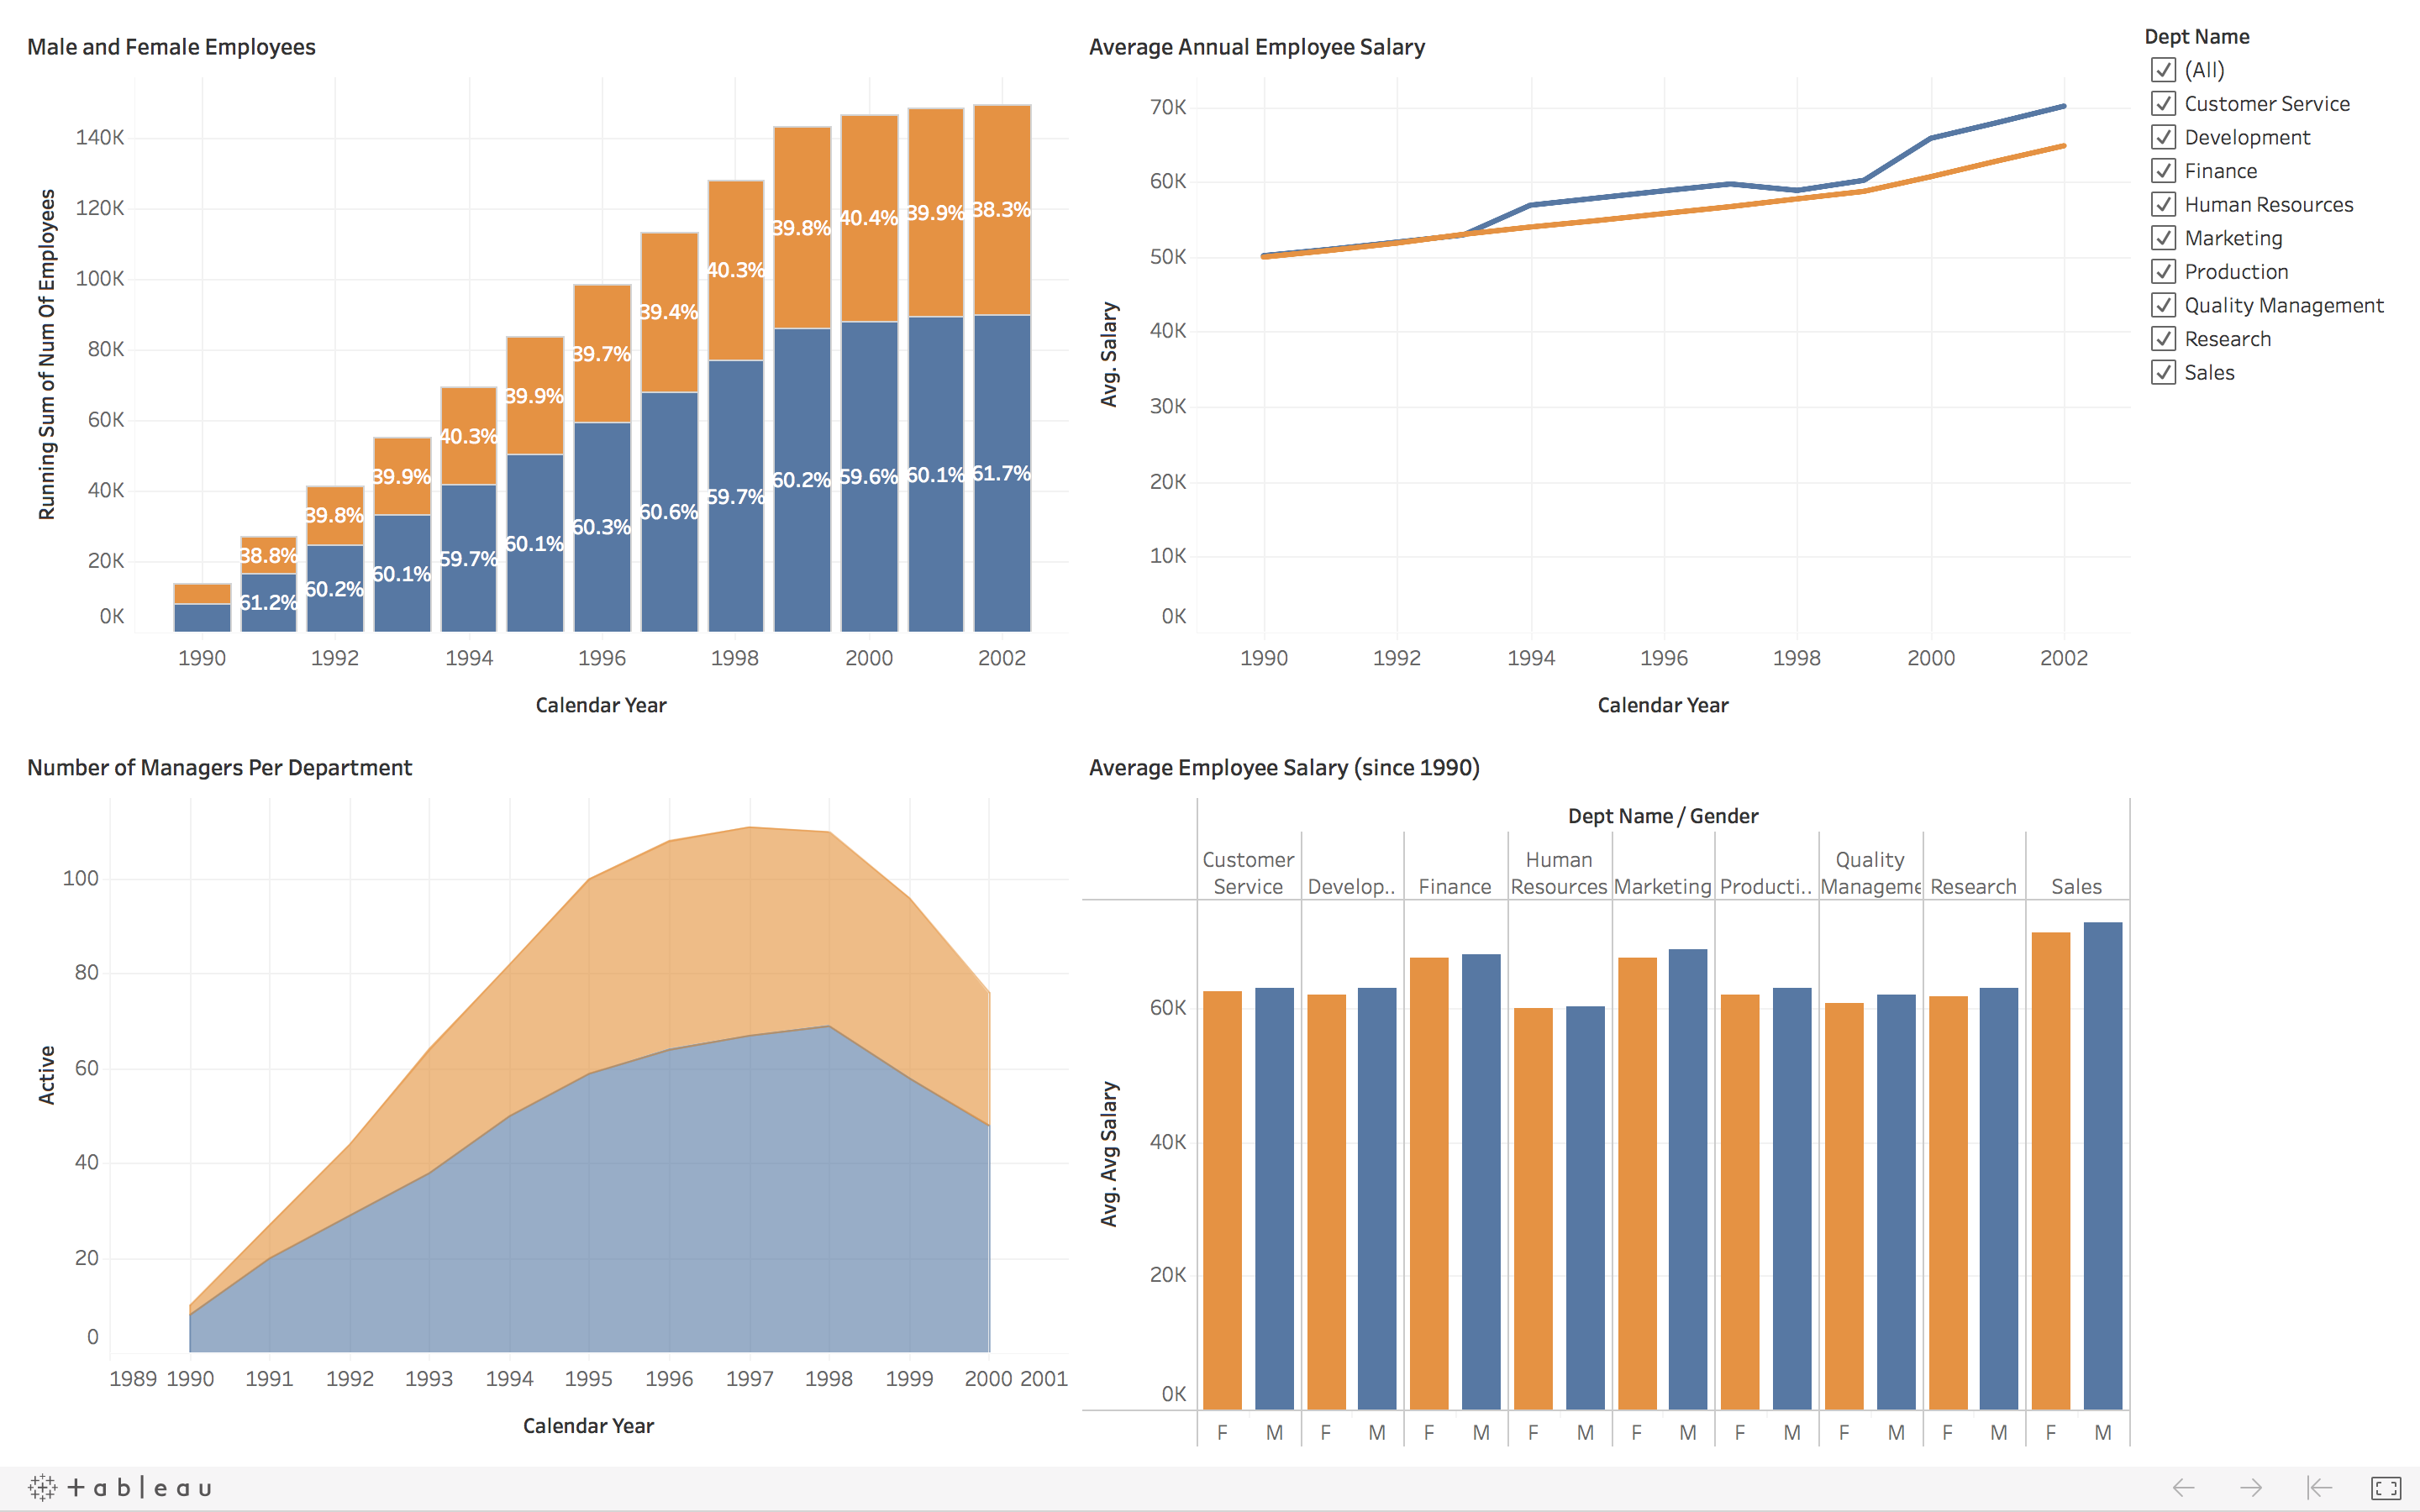 Male and Female Employees
Running Sum of Num Of Employees
140K
120K
100K
80K
60K
40K
20K
0K
38.8%
39.8%
39.9%
40.3%
39.9%
39.7%
39.4%
40.3%
39.8%
40.4%
39.9%
38.3%
61.2%
60.2%
60.1%
59.7%
60.1%
60.3%
60.6%
59.7%
60.2%
59.6%
60.1%
61.7%
1990 1992 1994 1996 1998 2000 2002
Calendar Year
Average Annual Employee Salary
Avg. Salary
70K
60K
50K
40K
30K
20K
10K
0K
1990 1992 1994 1996 1998 2000 2002
Calendar Year
Dept Name
(All)
Customer Service
Development
Finance
Human Resources
Marketing
Production
Quality Management
Research
Sales
Number of Managers Per Department
Active
100
80
60
40
20
0
1989 1990 1991 1992 1993 1994 1995 1996 1997 1998 1999 2000 2001
Calendar Year
Average Employee Salary (since 1990)
Dept Name / Gender
Customer
Service
Develop..
Finance
Human
Resources
Marketing
Producti..
Quality
Manageme
Research
Sales
Avg. Avg Salary
60K
40K
20K
0K
F M F M F M F M F M F M F M F M F M
+ableau